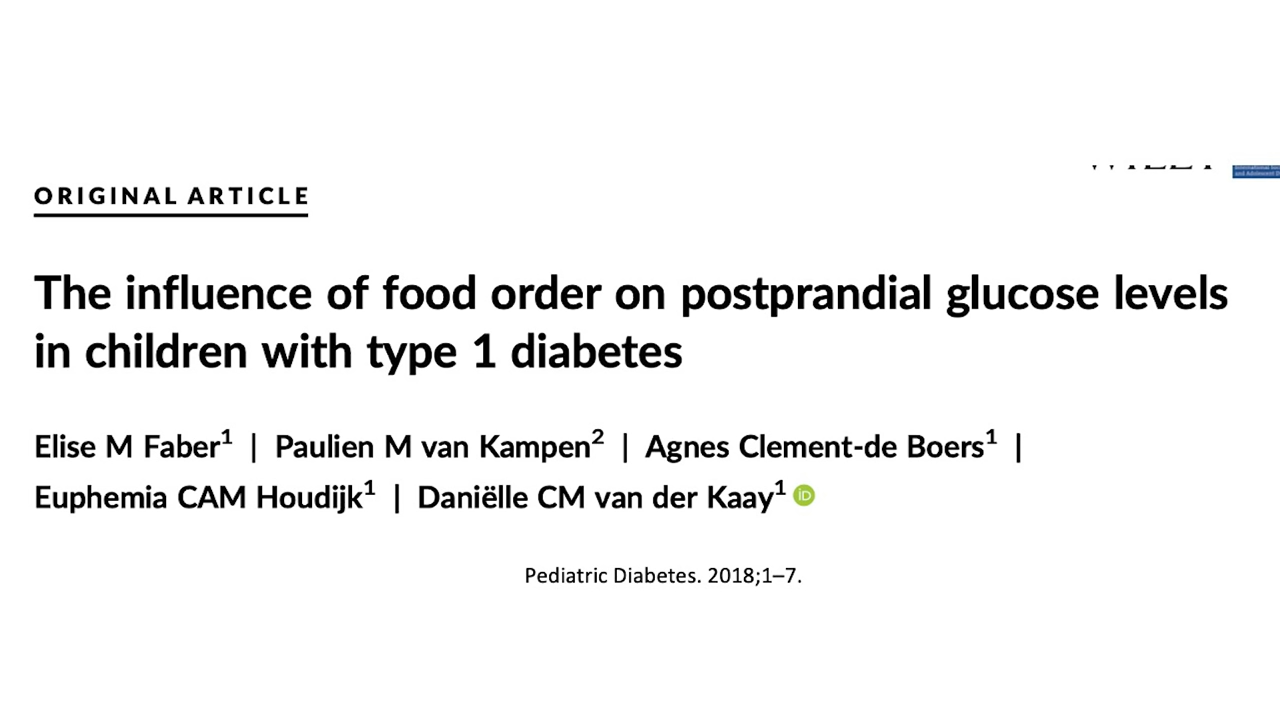 ORIGINAL ARTICLE
The influence of food order on postprandial glucose levels
in children with type 1 diabetes
Elise M Faber1 | Paulien M van Kampen2 | Agnes Clement-de Boers1 |
Euphemia CAM Houdijk1 | Daniëlle CM van der Kaay1 iD
Pediatric Diabetes. 2018;1–7.